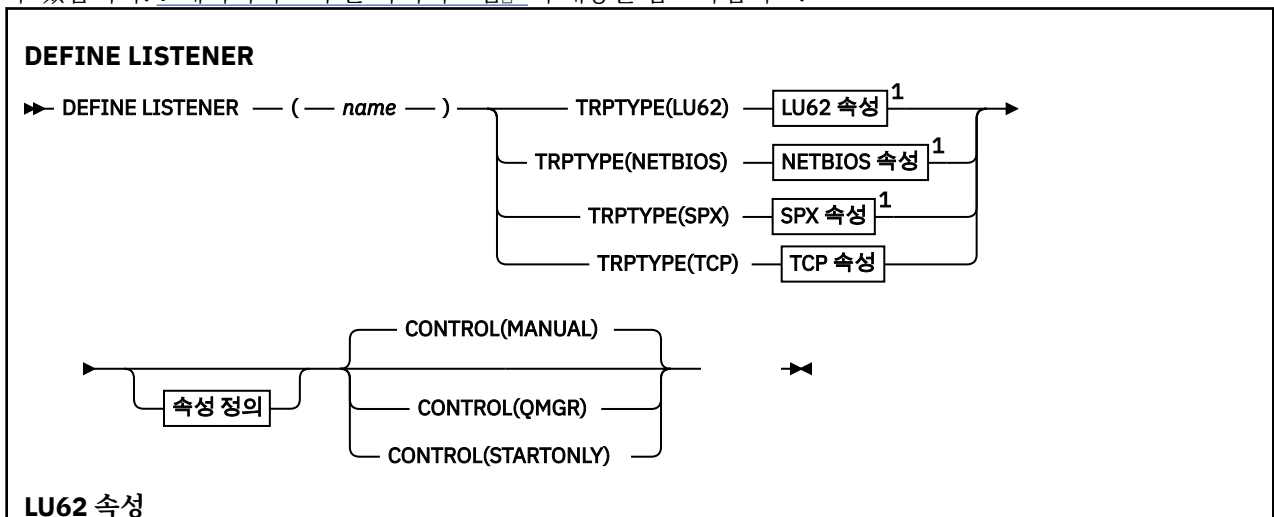 DEFINE LISTENER
DEFINE LISTENER ( name ) TRPTYPE(LU62) LU62 속성 1
TRPTYPE(NETBIOS) NETBIOS 속성 1
TRPTYPE(SPX) SPX 속성 1
TRPTYPE(TCP) TCP 속성
CONTROL(MANUAL)
속성 정의
CONTROL(QMGR)
CONTROL(STARTONLY)
LU62 속성